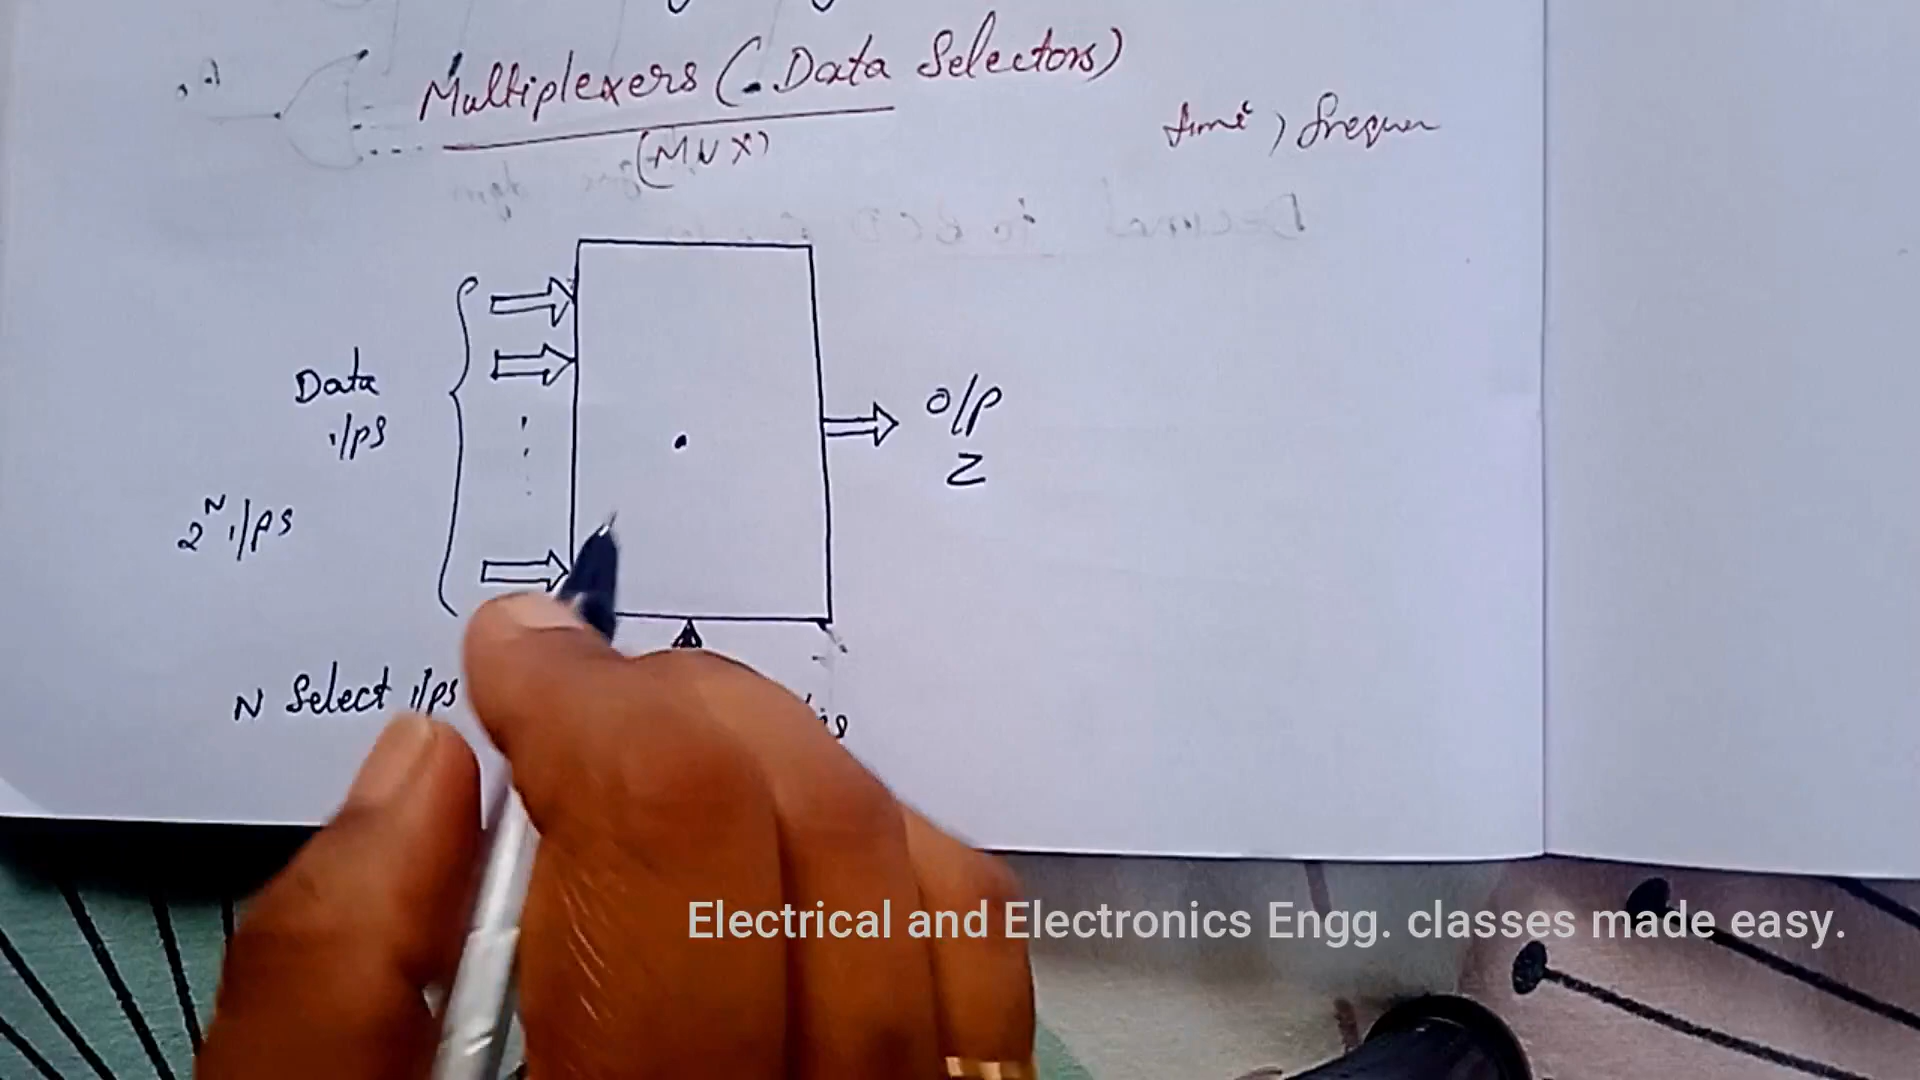 Multiplexers (Data Selectors)
(MUX)
time, frequen
Data
i/ps
2^N i/ps
O/P
Z
N Select i/ps
Electrical and Electronics Engg. classes made easy.